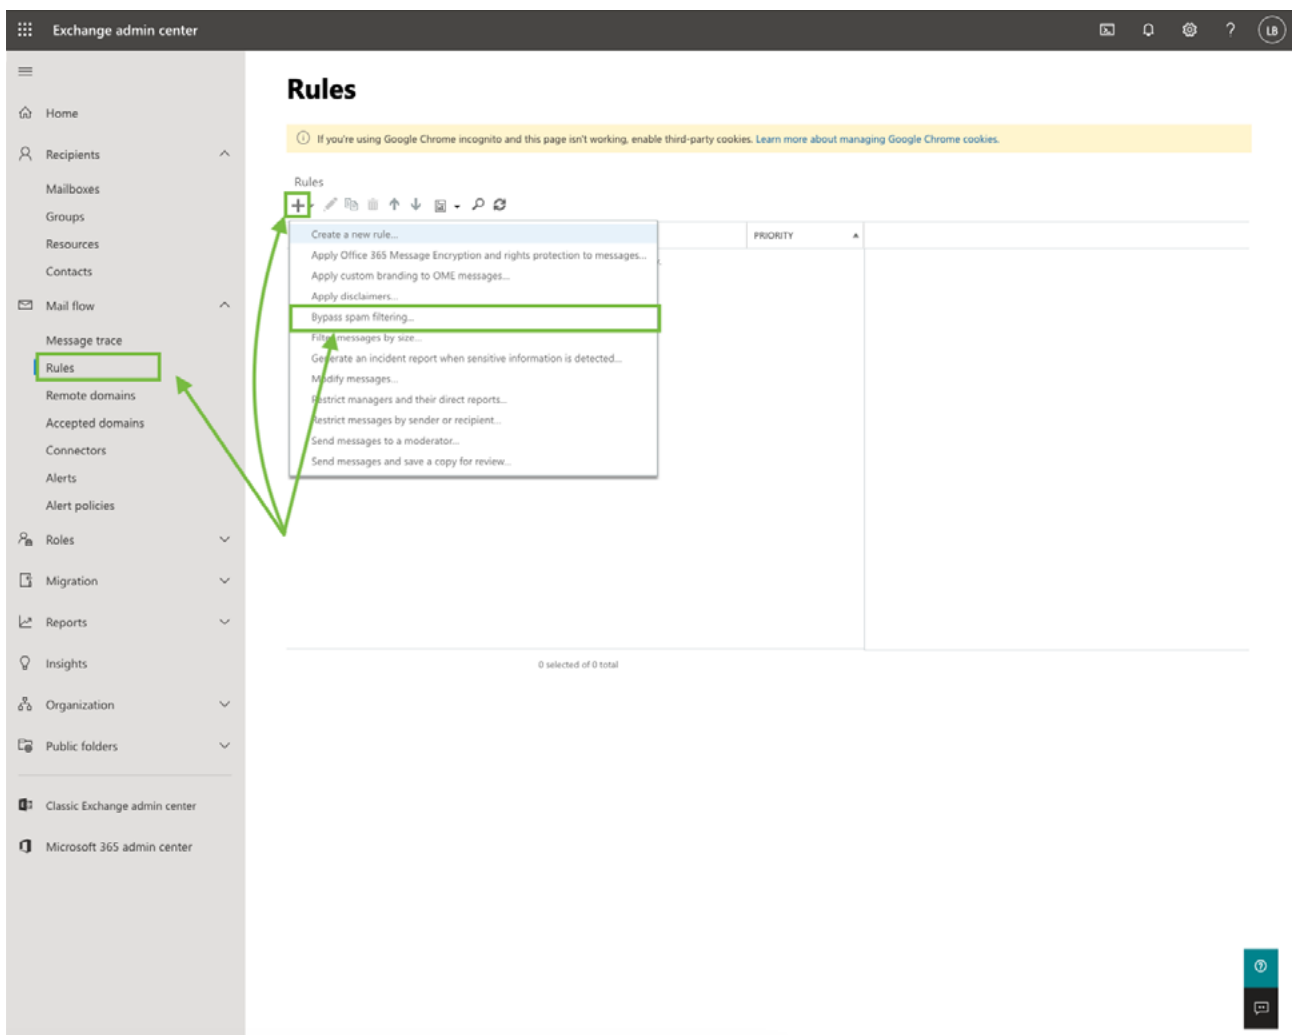 Exchange admin center
LB
Home
Recipients
Mailboxes
Groups
Resources
Contacts
Mail flow
Message trace
Rules
Remote domains
Accepted domains
Connectors
Alerts
Alert policies
Roles
Migration
Reports
Insights
Organization
Public folders
Classic Exchange admin center
Microsoft 365 admin center
Rules
If you're using Google Chrome incognito and this page isn't working, enable third-party cookies. Learn more about managing Google Chrome cookies.
Rules
PRIORITY
Create a new rule...
Apply Office 365 Message Encryption and rights protection to messages...
Apply custom branding to OME messages...
Apply disclaimers...
Bypass spam filtering...
Filter messages by size...
Generate an incident report when sensitive information is detected...
Modify messages...
Restrict managers and their direct reports...
Restrict messages by sender or recipient...
Send messages to a moderator...
Send messages and save a copy for review...
0 selected of 0 total